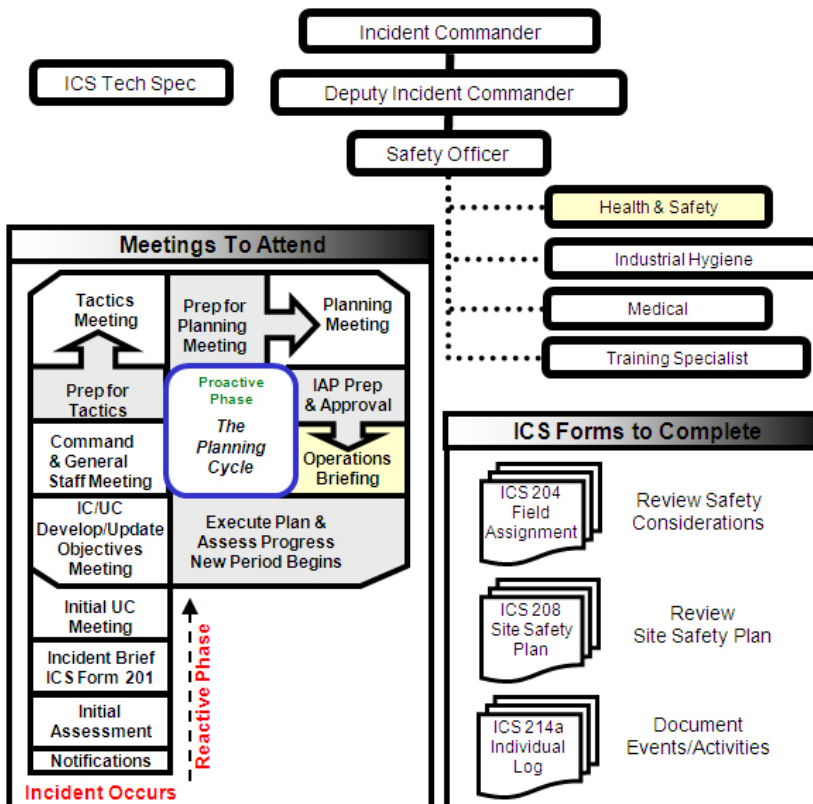 Incident Commander
ICS Tech Spec
Deputy Incident Commander
Safety Officer
Health & Safety
Industrial Hygiene
Medical
Training Specialist
Meetings To Attend
Tactics
Meeting
Prep for
Planning
Meeting
Planning
Meeting
Prep for
Tactics
Proactive
Phase
The
Planning
Cycle
IAP Prep
& Approval
Command
& General
Staff Meeting
Operations
Briefing
IC/UC
Develop/Update
Objectives
Meeting
Execute Plan &
Assess Progress
New Period Begins
Initial UC
Meeting
Incident Brief
ICS Form 201
Initial
Assessment
Notifications
Reactive Phase
Incident Occurs
ICS Forms to Complete
ICS 204
Field
Assignment
Review Safety
Considerations
ICS 208
Site Safety
Plan
Review
Site Safety Plan
ICS 214a
Individual
Log
Document
Events/Activities